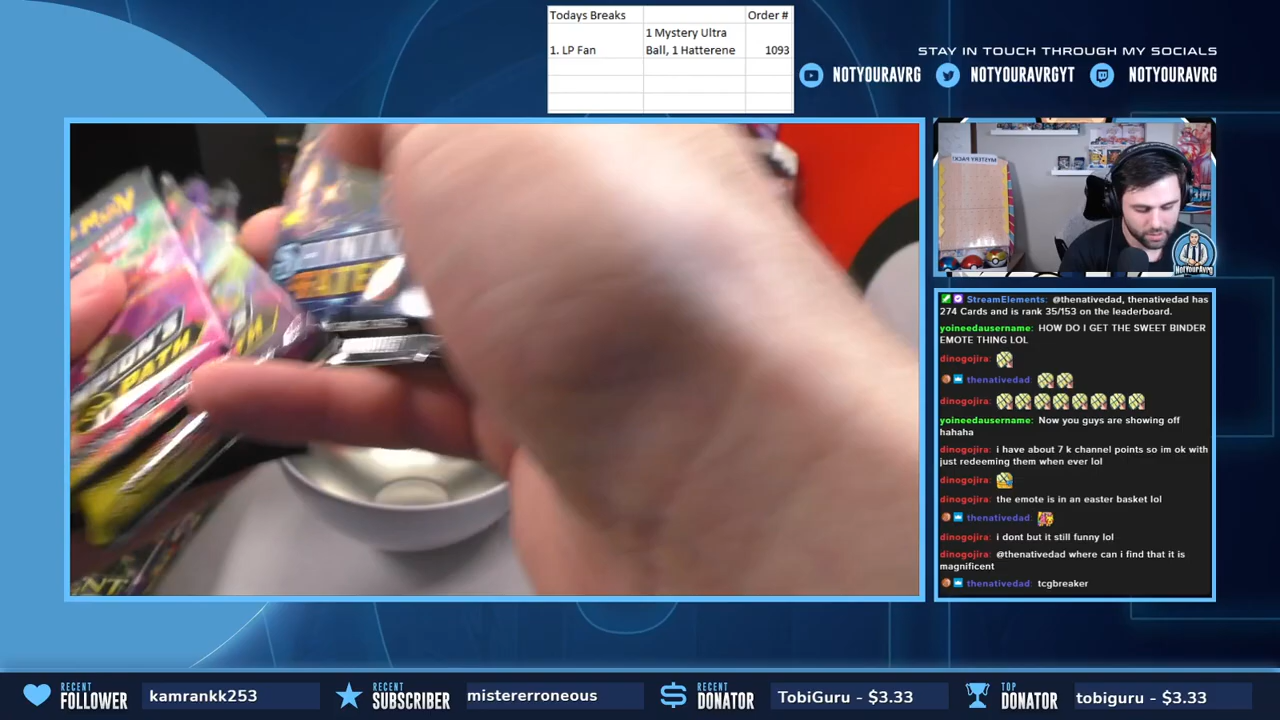 Todays Breaks Order #
1. LP Fan 1 Mystery Ultra
Ball, 1 Hatterene 1093
STAY IN TOUCH THROUGH MY SOCIALS
NOTYOURAVRG NOTYOURAVRGYT NOTYOURAVRG
MYSTERY PACK
NOTYOURAVRG
PATH
StreamElements: @thenativedad, thenativedad has
274 Cards and is rank 35/153 on the leaderboard.
yoineedausername: HOW DO I GET THE SWEET BINDER
EMOTE THING LOL
dinogojira:
thenativedad:
dinogojira:
yoineedausername: Now you guys are showing off
hahaha
dinogojira: i have about 7 k channel points so im ok with
just redeeming them when ever lol
dinogojira:
dinogojira: the emote is in an easter basket lol
thenativedad:
dinogojira: i dont but it still funny lol
dinogojira: @thenativedad where can i find that it is
magnificent
thenativedad: tcgbreaker
RECENT FOLLOWER kamrankk253
RECENT SUBSCRIBER mistererroneous
RECENT DONATOR TobiGuru - $3.33
TOP DONATOR tobiguru - $3.33